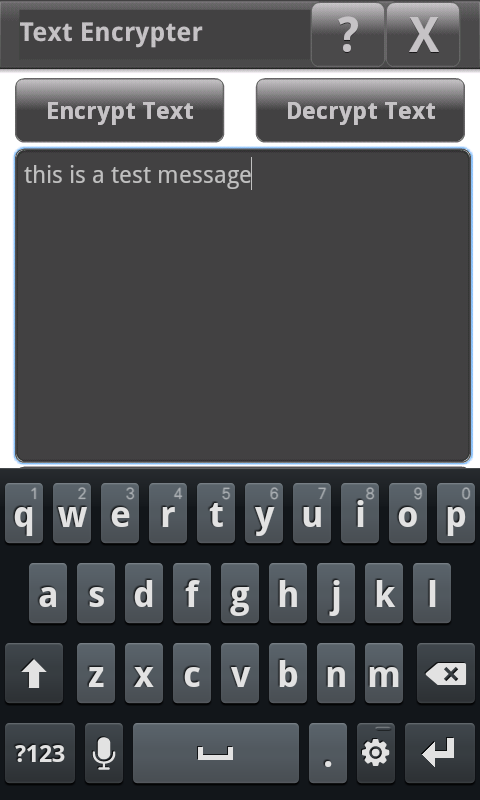 Text Encrypter ? X
Encrypt Text Decrypt Text
this is a test message
1 2 3 4 5 6 7 8 9 0
q w e r t y u i o p
a s d f g h j k l
z x c v b n m
?123 .